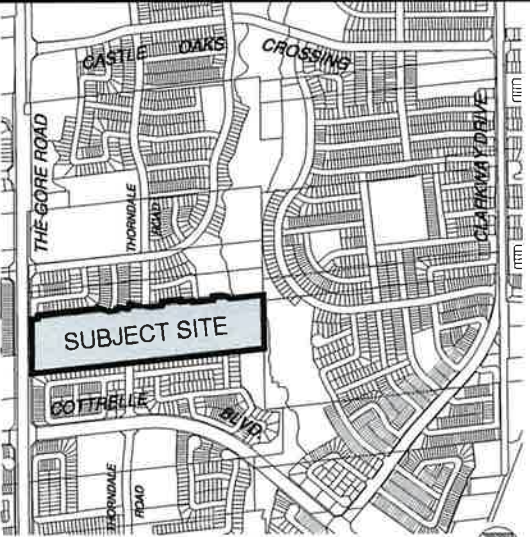 CASTLE OAKS CROSSING
THE GORE ROAD
CLARKWAY DRIVE
THORNDALE
ROAD
SUBJECT SITE
COTTRELLE
BLVD.
THORNDALE
ROAD